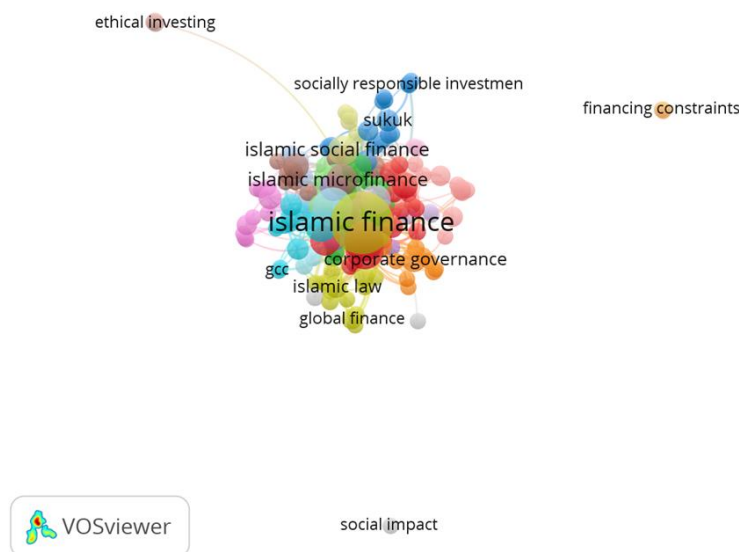 ethical investing
socially responsible investmen
financing constraints
sukuk
islamic social finance
islamic microfinance
islamic finance
corporate governance
gcc
islamic law
global finance
social impact
VOSviewer